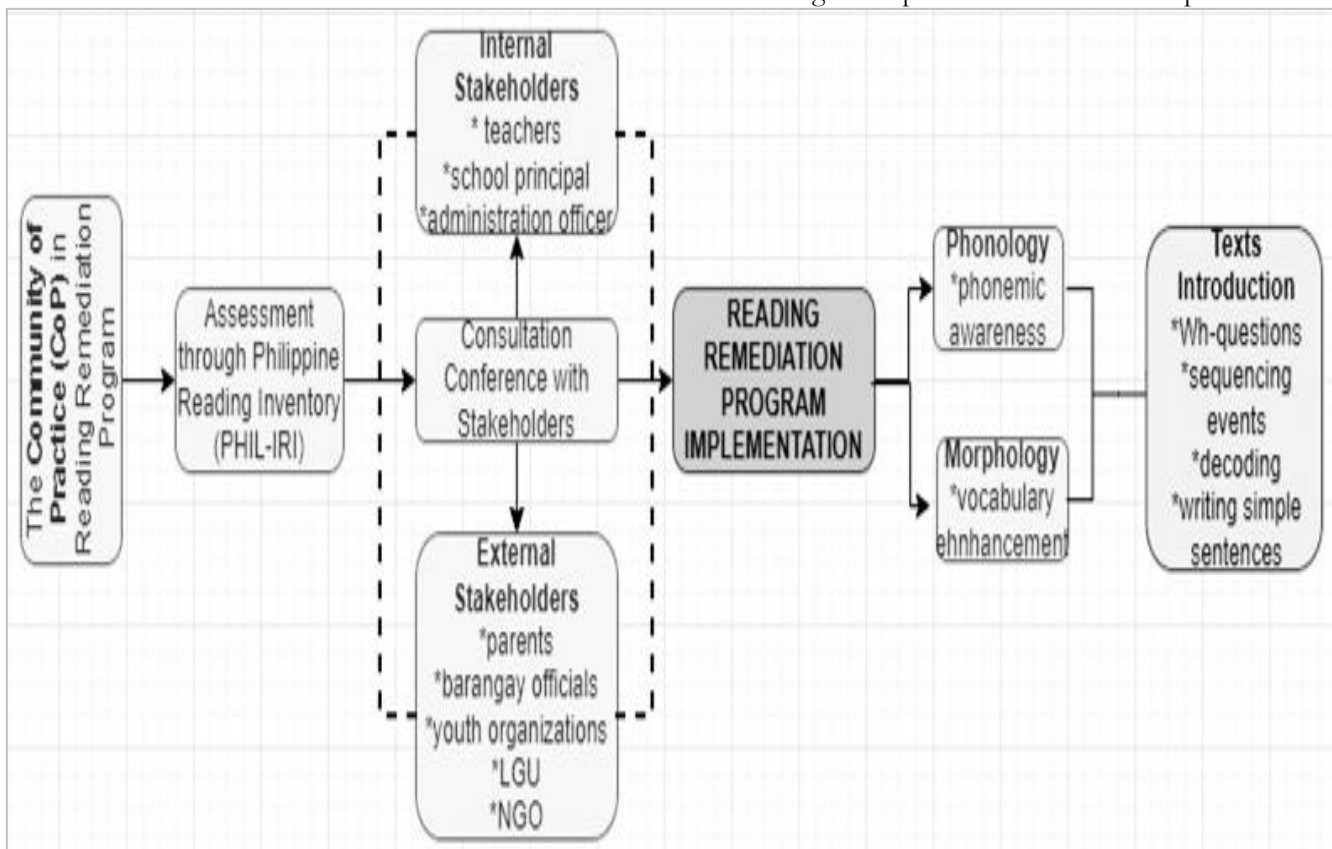 The Community of
Practice (CoP) in
Reading Remediation
Program
Assessment
through Philippine
Reading Inventory
(PHIL-IRI)
Internal
Stakeholders
* teachers
*school principal
*administration officer
Consultation
Conference with
Stakeholders
External
Stakeholders
*parents
*barangay officials
*youth organizations
*LGU
*NGO
READING
REMEDIATION
PROGRAM
IMPLEMENTATION
Phonology
*phonemic
awareness
Morphology
*vocabulary
ehnhancement
Texts
Introduction
*Wh-questions
*sequencing
events
*decoding
*writing simple
sentences